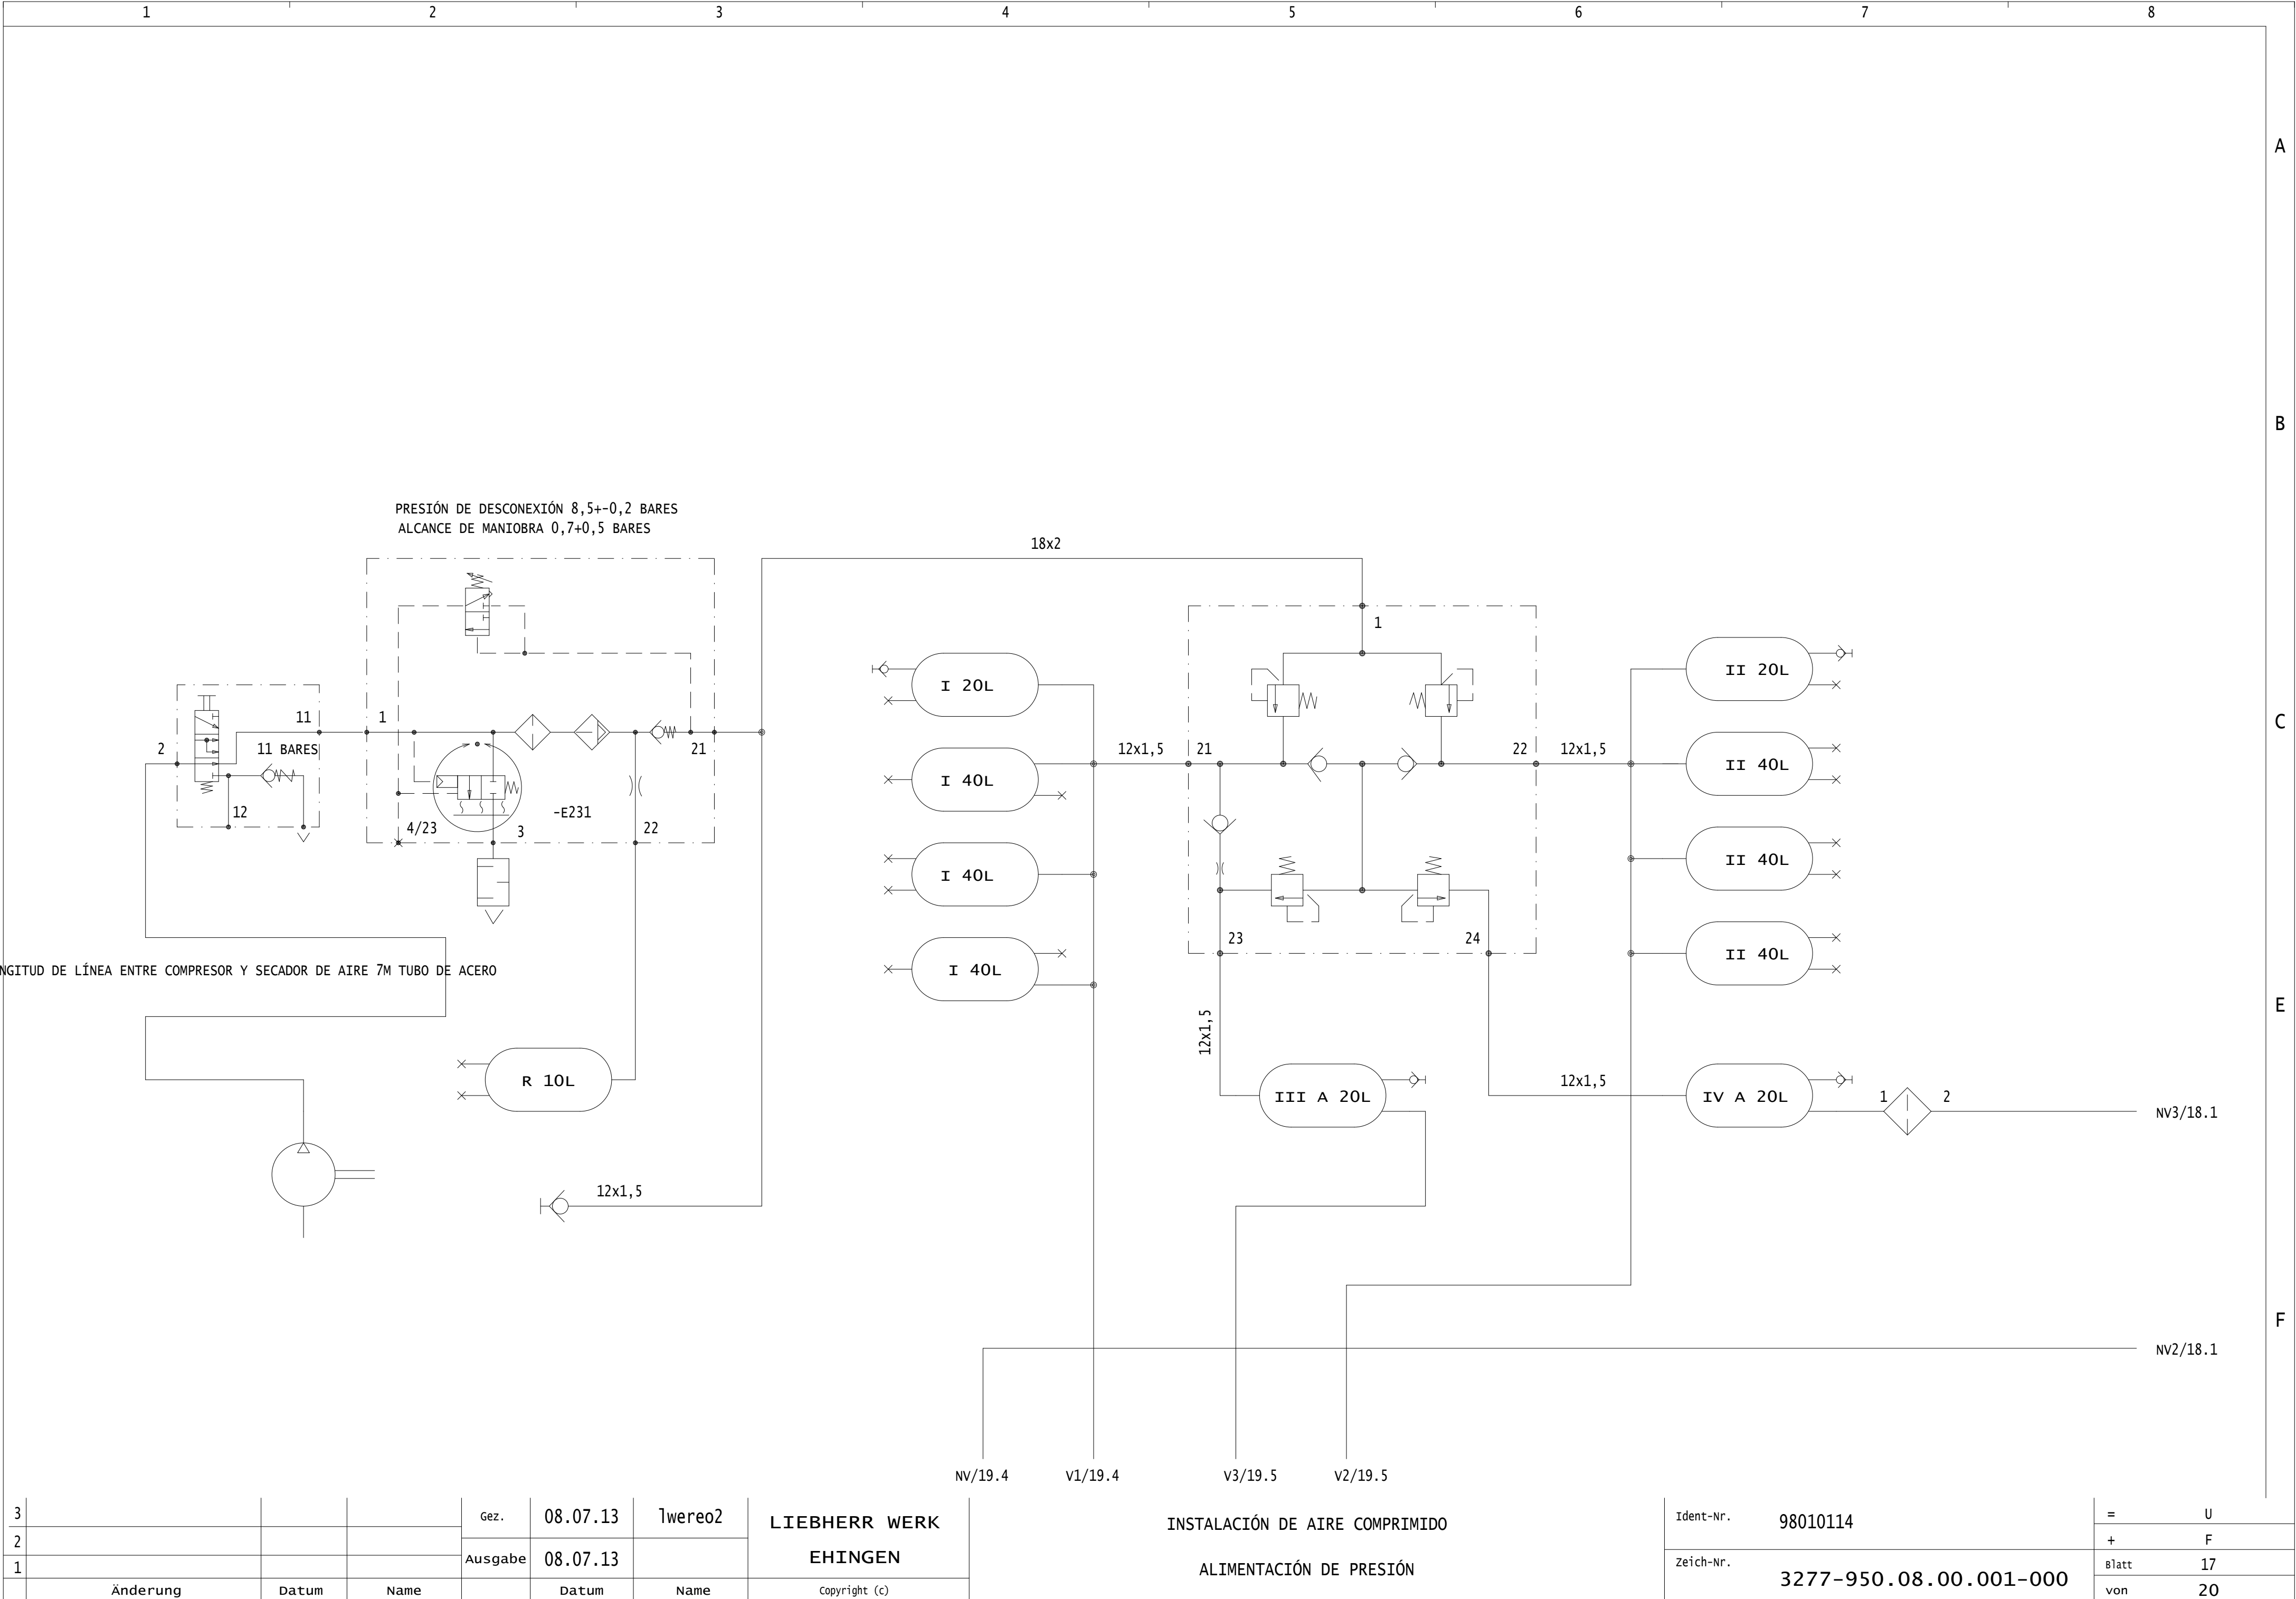 1 2 3 4 5 6 7 8
A
B
C
E
F
PRESIÓN DE DESCONEXIÓN 8,5+-0,2 BARES
ALCANCE DE MANIOBRA 0,7+0,5 BARES
18x2
1
I 20L
II 20L
11
1
2
11 BARES
21
12x1,5
21
22
12x1,5
I 40L
II 40L
12
-E231
4/23
3
22
I 40L
II 40L
23
24
I 40L
II 40L
NGITUD DE LÍNEA ENTRE COMPRESOR Y SECADOR DE AIRE 7M TUBO DE ACERO
12x1,5
R 10L
III A 20L
12x1,5
IV A 20L
1
2
NV3/18.1
12x1,5
NV2/18.1
NV/19.4
V1/19.4
V3/19.5
V2/19.5
3
2
1
Änderung
Datum
Name
Gez.
08.07.13
lwereo2
Ausgabe
08.07.13
Datum
Name
LIEBHERR WERK
EHINGEN
Copyright (c)
INSTALACIÓN DE AIRE COMPRIMIDO
ALIMENTACIÓN DE PRESIÓN
Ident-Nr.
98010114
Zeich-Nr.
3277-950.08.00.001-000
= U
+ F
Blatt 17
von 20